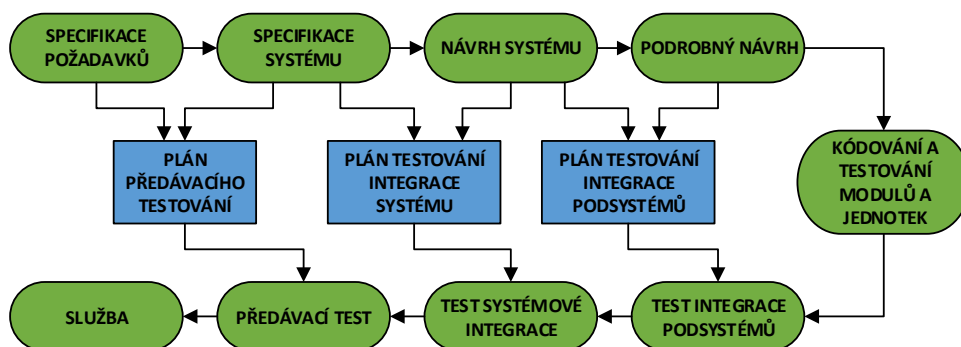 SPECIFIKACE
POŽADAVKŮ
SPECIFIKACE
SYSTÉMU
NÁVRH SYSTÉMU
PODROBNÝ NÁVRH
PLÁN
PŘEDÁVACÍHO
TESTOVÁNÍ
PLÁN TESTOVÁNÍ
INTEGRACE
SYSTÉMU
PLÁN TESTOVÁNÍ
INTEGRACE
PODSYSTÉMŮ
KÓDOVÁNÍ A
TESTOVÁNÍ
MODULŮ A
JEDNOTEK
SLUŽBA
PŘEDÁVACÍ TEST
TEST SYSTÉMOVÉ
INTEGRACE
TEST INTEGRACE
PODSYSTÉMŮ